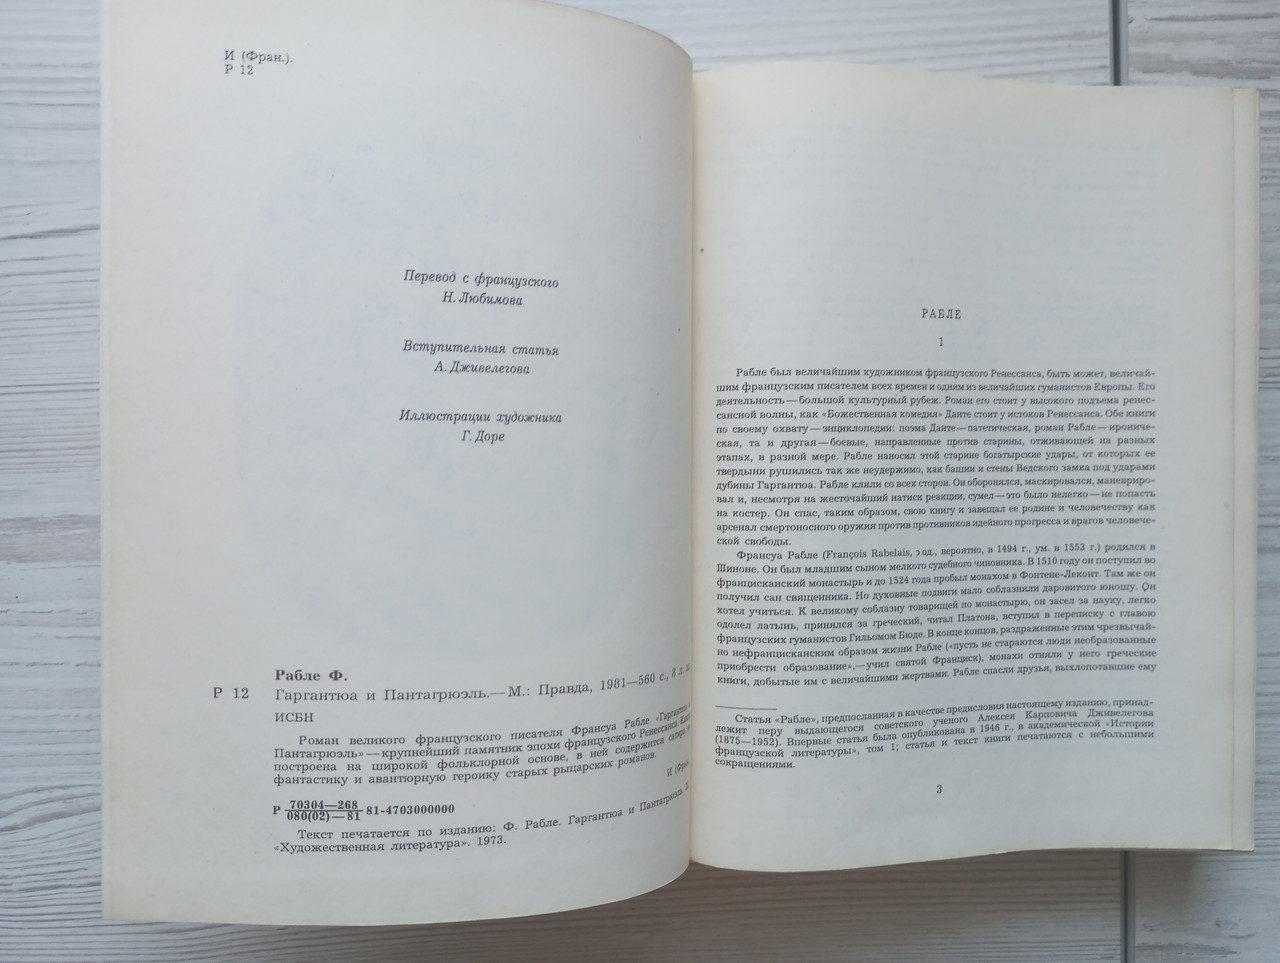 И (Фран.).
Р 12
Перевод с французского
Н. Любимова
Вступительная статья
А. Дживелегова
Иллюстрации художника
Г. Доре
Рабле Ф.
Р 12 Гаргантюа и Пантагрюэль.—М.: Правда, 1981—560 с., 8 л.
ИСБН
Роман великого французского писателя Франсуа Рабле «Гаргантюа
Пантагрюэль» — крупнейший памятник эпохи французского Ренессанса.
построена на широкой фольклорной основе, в ней содержится сатира
фантастику и авантюрную героику старых рыцарских романов.
И (Фран
Р 70304—268
080(02)—81 81-4703000000
Текст печатается по изданию: Ф. Рабле. Гаргантюа и Пантагрюэль.
«Художественная литература». 1973.
РАБЛЕ
1
Рабле был величайшим художником французского Ренессанса, быть может, величай-
шим французским писателем всех времен и одним из величайших гуманистов Европы. Его
деятельность — большой культурный рубеж. Роман его стоит у высокого подъема ренес-
сансной волны, как «Божественная комедия» Данте стоит у истоков Ренессанса. Обе книги
по своему охвату — энциклопедии: поэма Данте — патетическая, роман Рабле — ирониче-
ская, та и другая — боевые, направленные против старины, отживающей на разных
этапах, в разной мере. Рабле наносил этой старине богатырские удары, от которых ее
твердыни рушились так же неудержимо, как башни и стены Ведского замка под ударами
дубины Гаргантюа. Рабле кляли со всех сторон. Он оборонялся, маскировался, маневриро-
вал и, несмотря на жесточайший натиск реакции, сумел — это было нелегко — не попасть
на костер. Он спас, таким образом, свою книгу и завещал ее родине и человечеству как
арсенал смертоносного оружия против противников идейного прогресса и врагов человече-
ской свободы.
Франсуа Рабле (François Rabelais, эод., вероятно, в 1494 г., ум. в 1553 г.) родился в
Шиноне. Он был младшим сыном мелкого судебного чиновника. В 1510 году он поступил во
францисканский монастырь и до 1524 года пробыл монахом в Фонтене-Леконт. Там же он
получил сан священника. Но духовные подвиги мало соблазняли даровитого юношу. Он
хотел учиться. К великому соблазну товарищей по монастырю, он засел за науку, легко
одолел латынь, принялся за греческий, читал Платона, вступил в переписку с главою
французских гуманистов Гильомом Бюде. В конце концов, раздраженные этим чрезвычай-
но нефранцисканским образом жизни Рабле («пусть не стараются люди необразованные
приобрести образование»,—учил святой Франциск), монахи отняли у него греческие
книги, добытые им с величайшими жертвами. Рабле спасли друзья, выхлопотавшие ему
Статья «Рабле», предпосланная в качестве предисловия настоящему изданию, принад-
лежит перу выдающегося советского ученого Алексея Карповича Дживелегова
(1875—1952). Впервые статья была опубликована в 1946 г., в академической «Истории
французской литературы», том 1; статья и текст книги печатаются с небольшими
сокращениями.
3